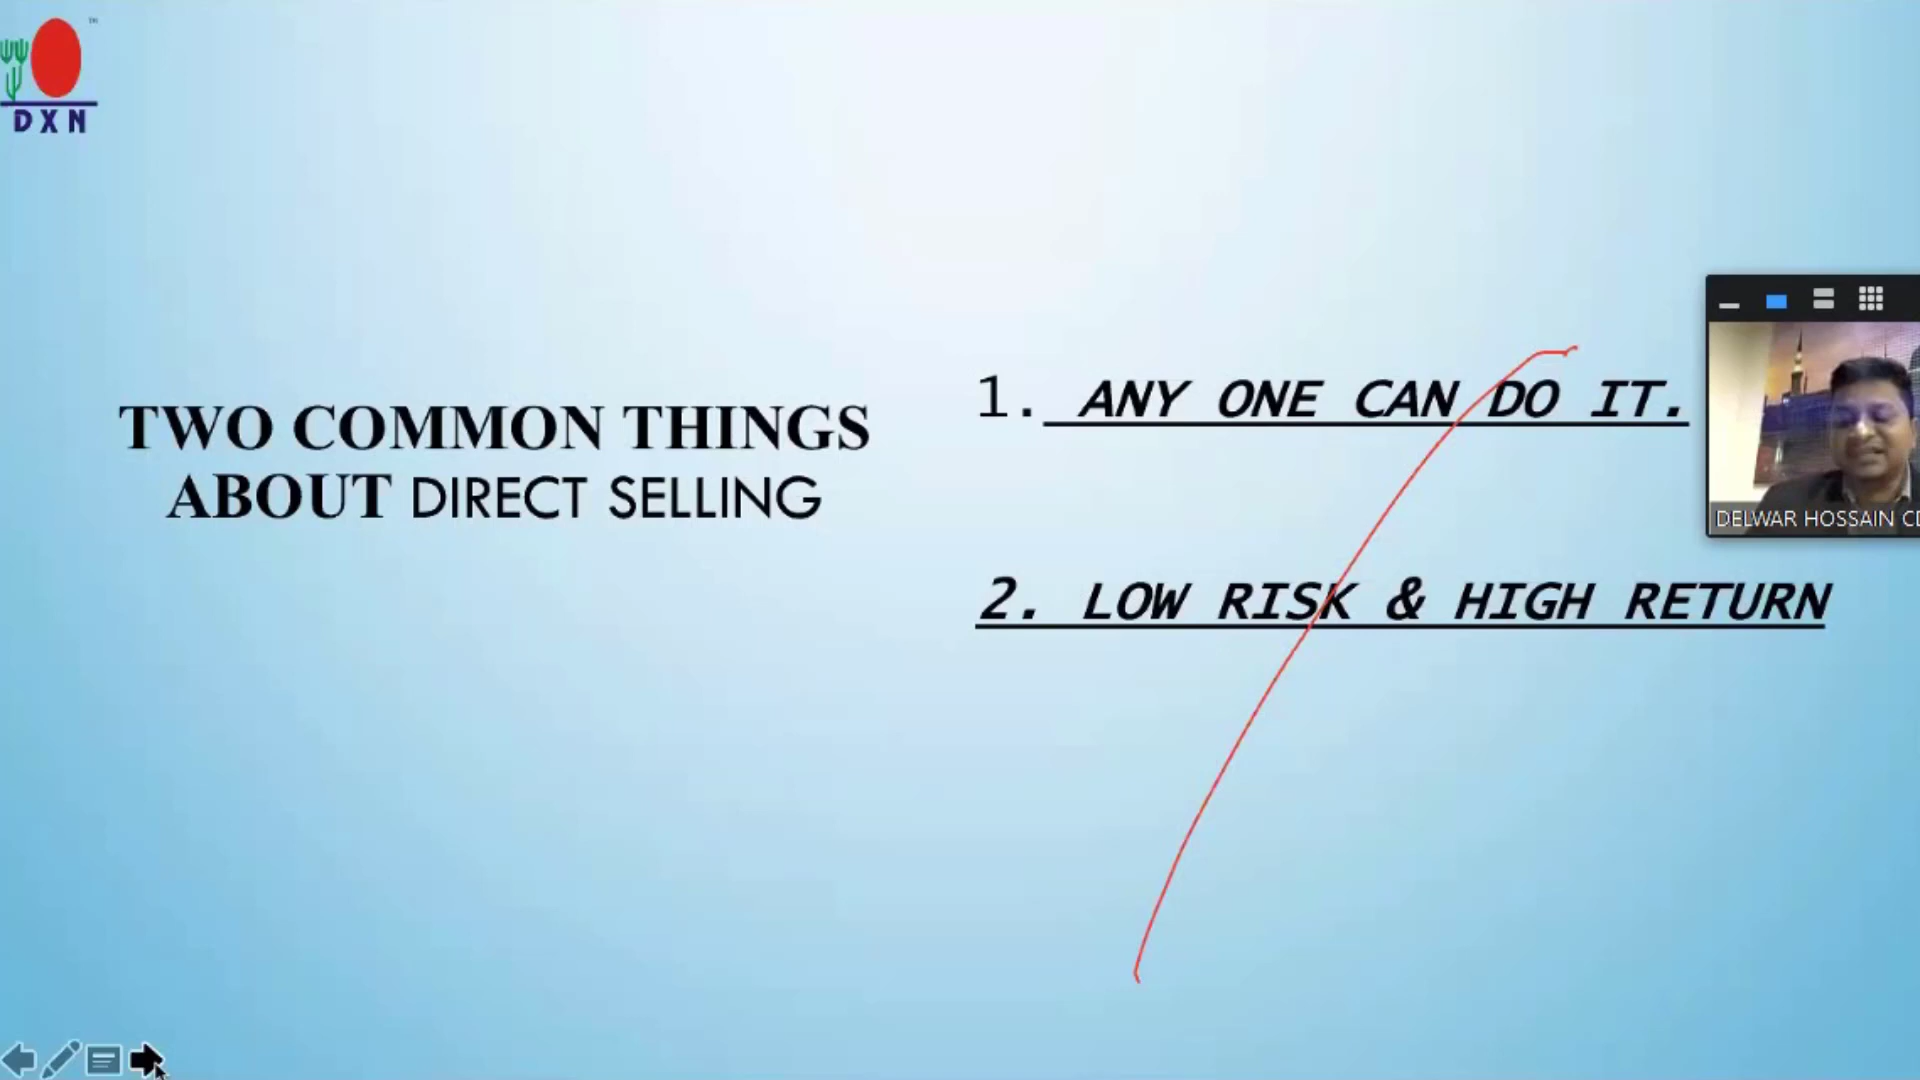 DXN
TWO COMMON THINGS
ABOUT DIRECT SELLING
1. ANY ONE CAN DO IT.
2. LOW RISK & HIGH RETURN
DELWAR HOSSAIN